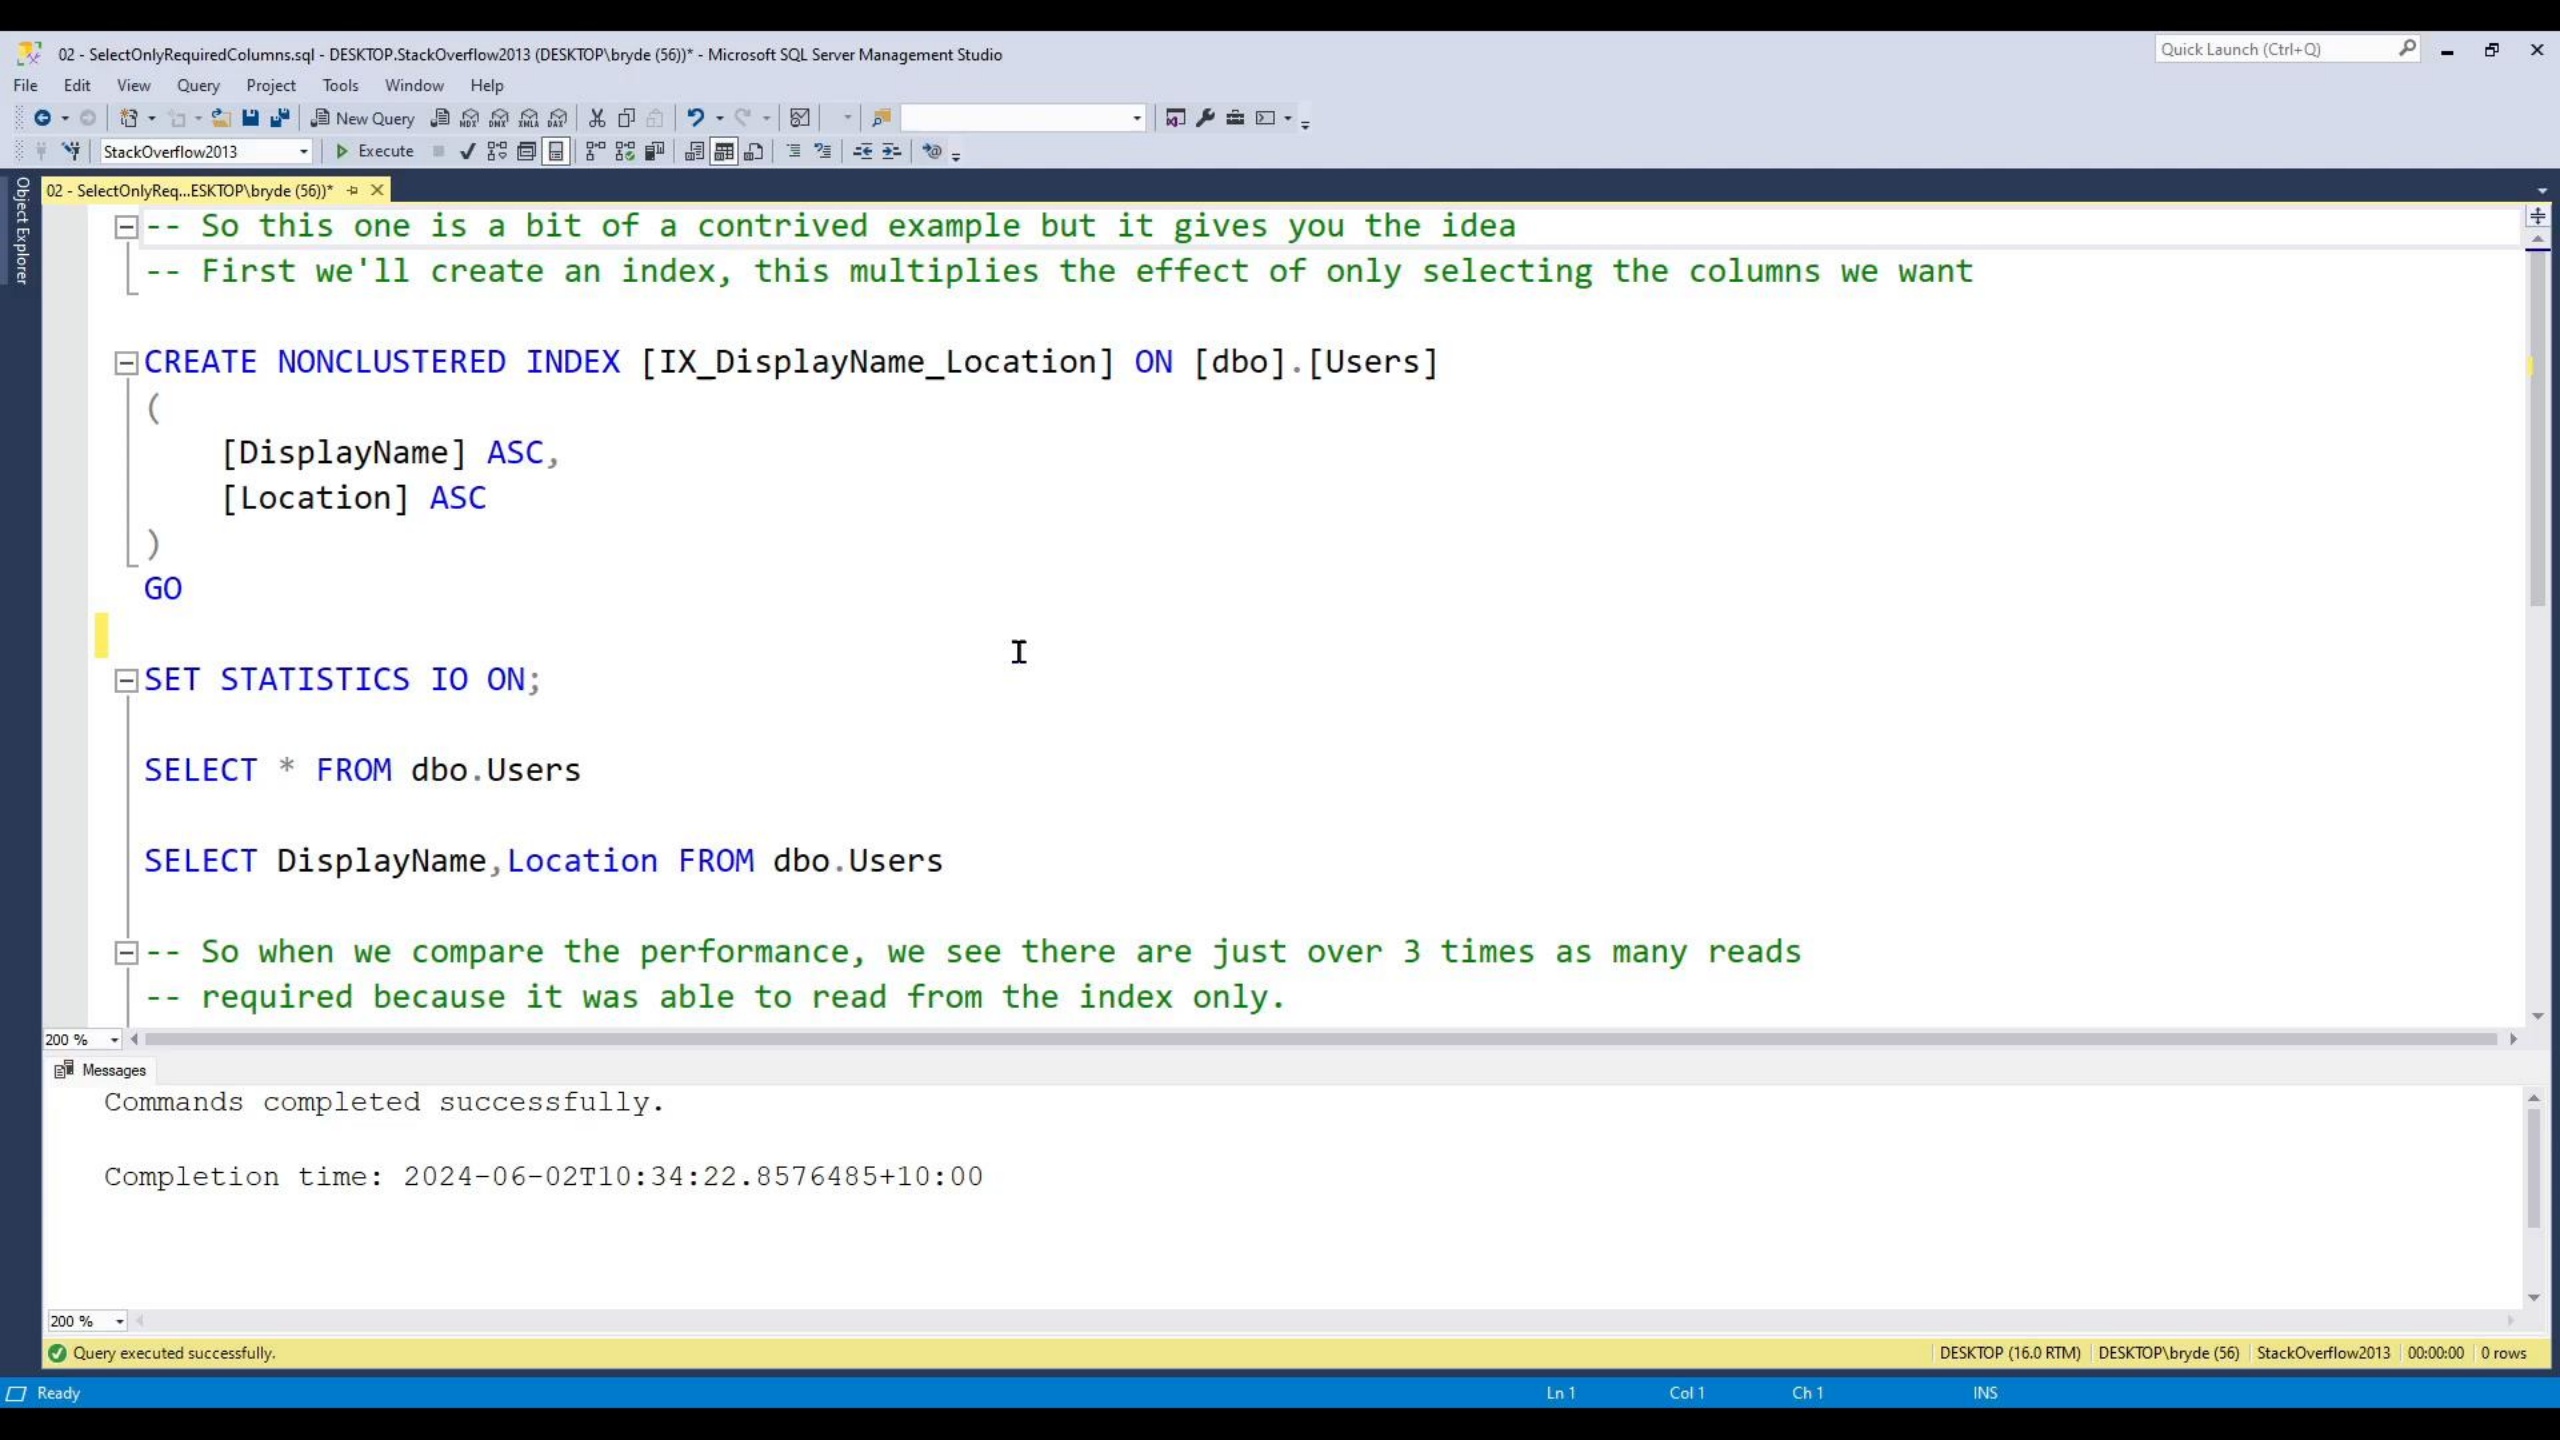 02 - SelectOnlyRequiredColumns.sql - DESKTOP.StackOverflow2013 (DESKTOP\bryde (56))* - Microsoft SQL Server Management Studio
Quick Launch (Ctrl+Q)
File Edit View Query Project Tools Window Help
New Query MDX DMX XMLA DAX
StackOverflow2013 Execute
Object Explorer
02 - SelectOnlyReq...ESKTOP\bryde (56))*
-- So this one is a bit of a contrived example but it gives you the idea
-- First we'll create an index, this multiplies the effect of only selecting the columns we want
CREATE NONCLUSTERED INDEX [IX_DisplayName_Location] ON [dbo].[Users]
(
[DisplayName] ASC,
[Location] ASC
)
GO
SET STATISTICS IO ON;
SELECT * FROM dbo.Users
SELECT DisplayName,Location FROM dbo.Users
-- So when we compare the performance, we see there are just over 3 times as many reads
-- required because it was able to read from the index only.
200 %
Messages
Commands completed successfully.
Completion time: 2024-06-02T10:34:22.8576485+10:00
200 %
Query executed successfully. DESKTOP (16.0 RTM) DESKTOP\bryde (56) StackOverflow2013 00:00:00 0 rows
Ready Ln 1 Col 1 Ch 1 INS